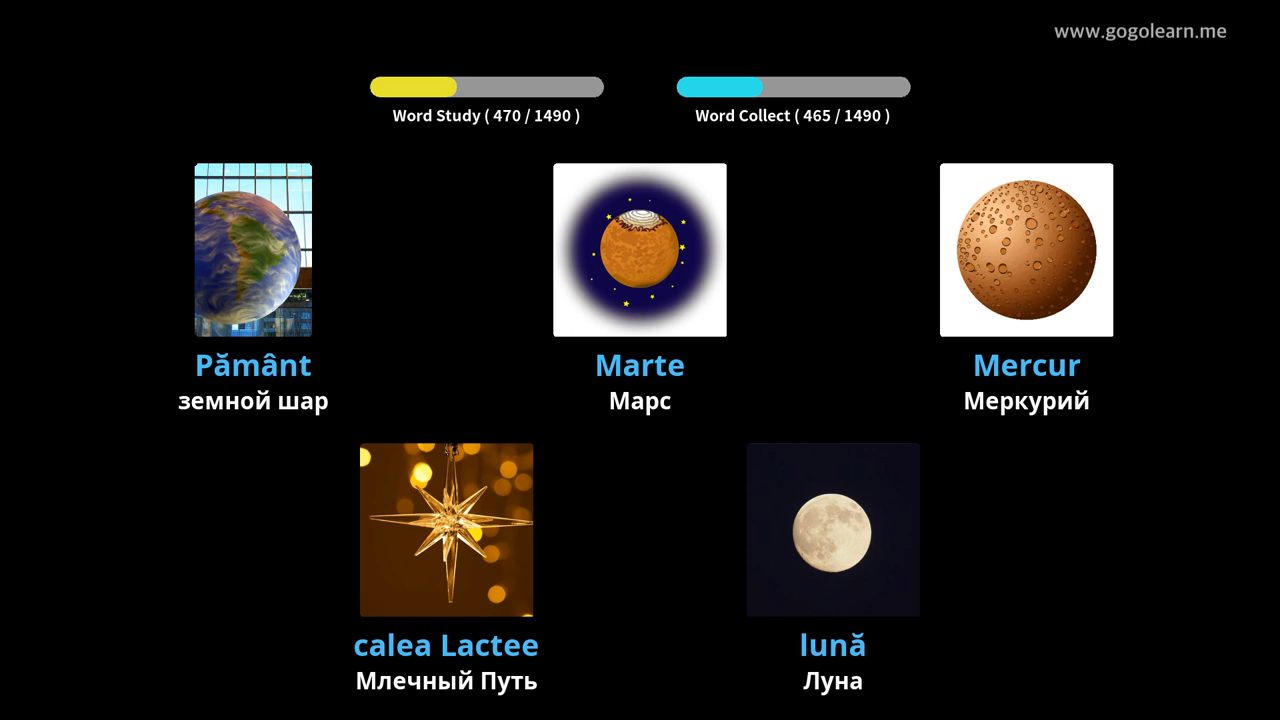 www.gogolearn.me
Word Study ( 470 / 1490 )
Word Collect ( 465 / 1490 )
Pământ
земной шар
Marte
Марс
Mercur
Меркурий
calea Lactee
Млечный Путь
lună
Луна